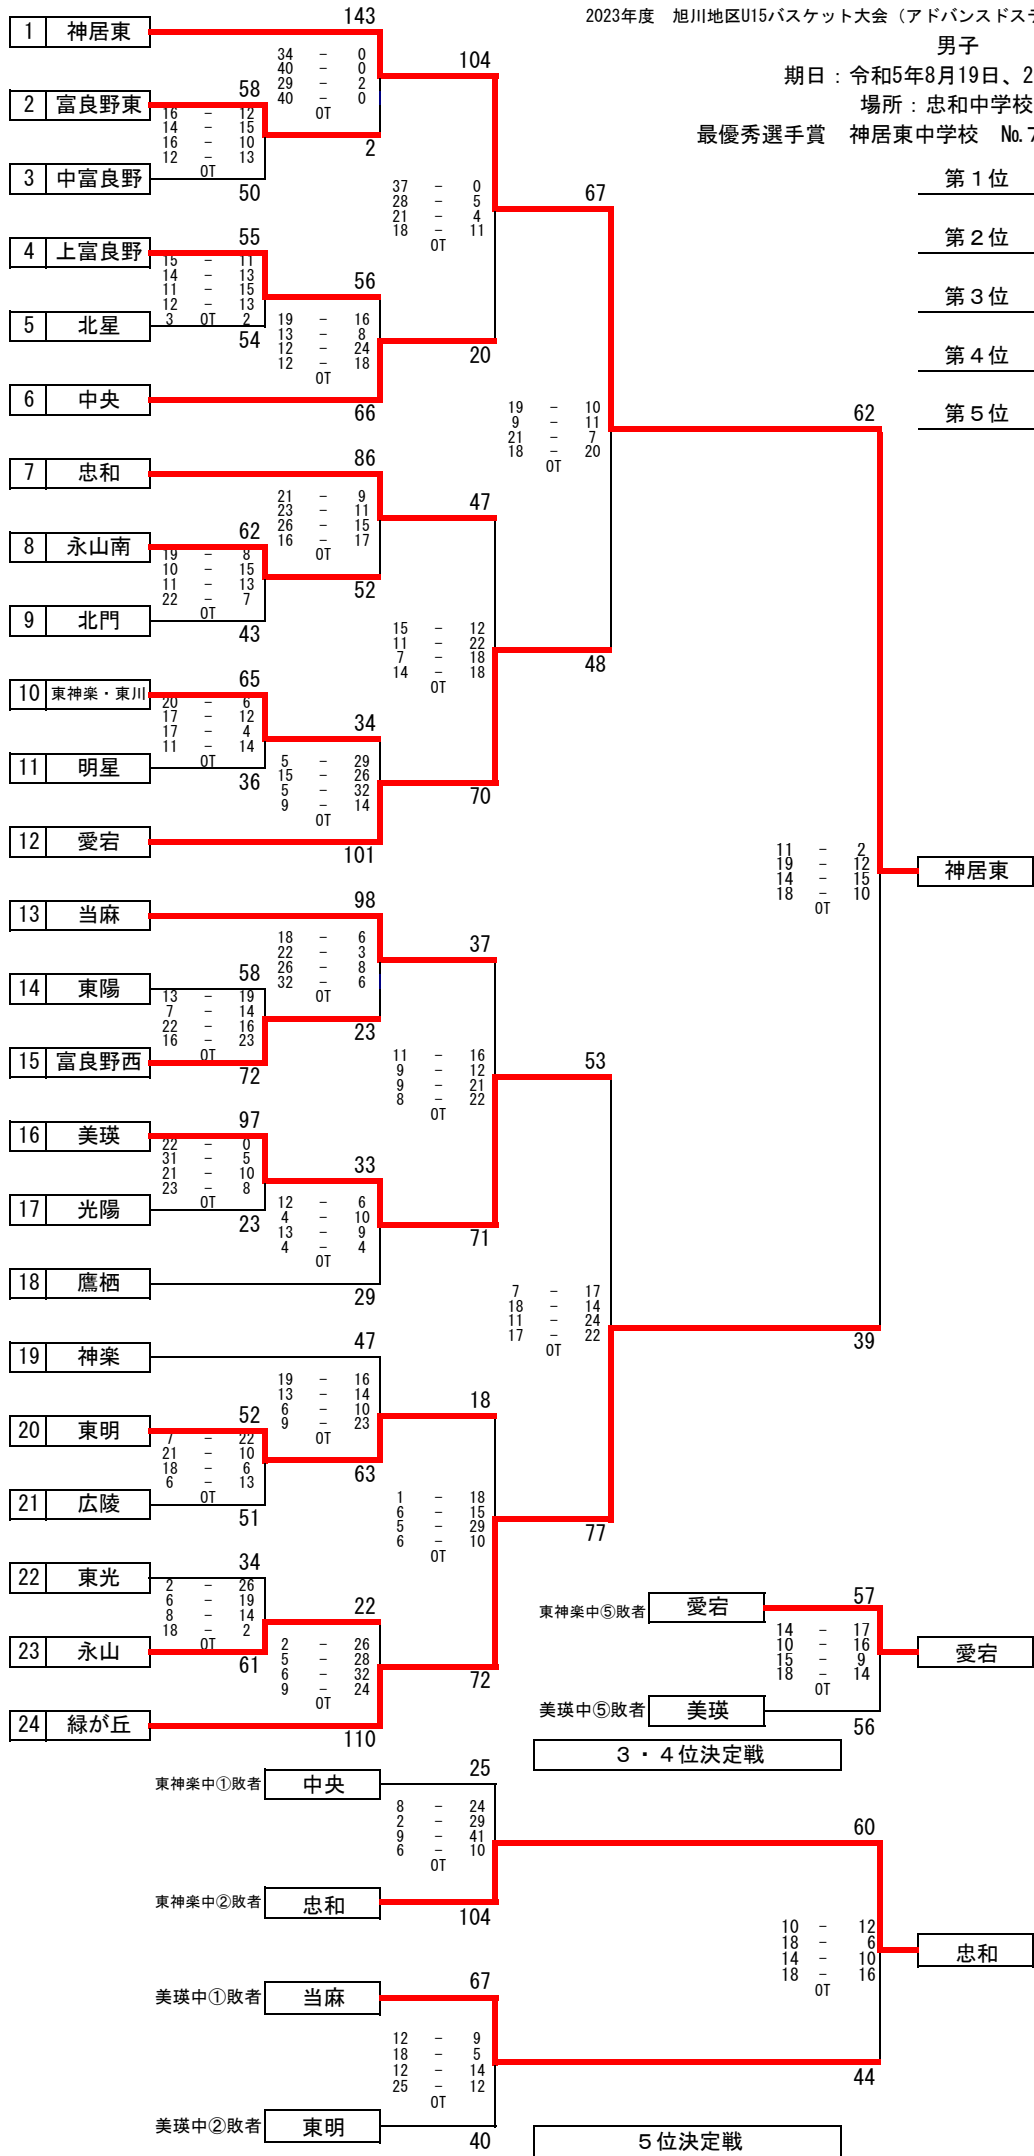 2023年度　旭川地区U15バスケット大会（アドバンスドステ
男子
期日：令和5年8月19日、2
場所：忠和中学校
最優秀選手賞　神居東中学校　No.7
第１位
第２位
第３位
第４位
第５位
1 神居東
143
34 － 0
40 － 0
29 － 2
40 － 0
OT
104
2 富良野東
58
16 － 12
14 － 15
16 － 10
12 － 13
OT
2
3 中富良野
50
37 － 0
28 － 5
21 － 4
18 － 11
OT
67
4 上富良野
55
15 － 11
14 － 13
11 － 15
12 － 13
3 OT 2
56
5 北星
54
19 － 16
13 － 8
12 － 24
12 － 18
OT
20
6 中央
66
19 － 10
9 － 11
21 － 7
18 － 20
OT
62
7 忠和
86
21 － 9
23 － 11
26 － 15
16 － 17
OT
47
8 永山南
62
19 － 8
10 － 15
11 － 13
22 － 7
OT
52
9 北門
43
15 － 12
11 － 22
7 － 18
14 － 18
OT
48
10 東神楽・東川
65
20 － 6
17 － 12
17 － 4
11 － 14
OT
34
11 明星
36
5 － 29
15 － 26
5 － 32
9 － 14
OT
70
12 愛宕
101
11 － 2
19 － 12
14 － 15
18 － 10
OT
神居東
13 当麻
98
18 － 6
22 － 3
26 － 8
32 － 6
OT
37
14 東陽
58
13 － 19
7 － 14
22 － 16
16 － 23
OT
23
15 富良野西
72
11 － 16
9 － 12
9 － 21
8 － 22
OT
53
16 美瑛
97
22 － 0
31 － 5
21 － 10
23 － 8
OT
33
17 光陽
23
12 － 6
4 － 10
13 － 9
4 － 4
OT
71
18 鷹栖
29
7 － 17
18 － 14
11 － 24
17 － 22
OT
39
19 神楽
47
19 － 16
13 － 14
6 － 10
9 － 23
OT
18
20 東明
52
7 － 22
21 － 10
18 － 6
6 － 13
OT
63
21 広陵
51
1 － 18
6 － 15
5 － 29
6 － 10
OT
77
22 東光
34
2 － 26
6 － 19
8 － 14
18 － 2
OT
22
23 永山
61
2 － 26
5 － 28
6 － 32
9 － 24
OT
72
24 緑が丘
110
東神楽中⑤敗者 愛宕
57
14 － 17
10 － 16
15 － 9
18 － 14
OT
愛宕
美瑛中⑤敗者 美瑛
56
３・４位決定戦
東神楽中①敗者 中央
25
8 － 24
2 － 29
9 － 41
6 － 10
OT
60
東神楽中②敗者 忠和
104
10 － 12
18 － 6
14 － 10
18 － 16
OT
忠和
美瑛中①敗者 当麻
67
12 － 9
18 － 5
12 － 14
25 － 12
OT
44
美瑛中②敗者 東明
40
５位決定戦